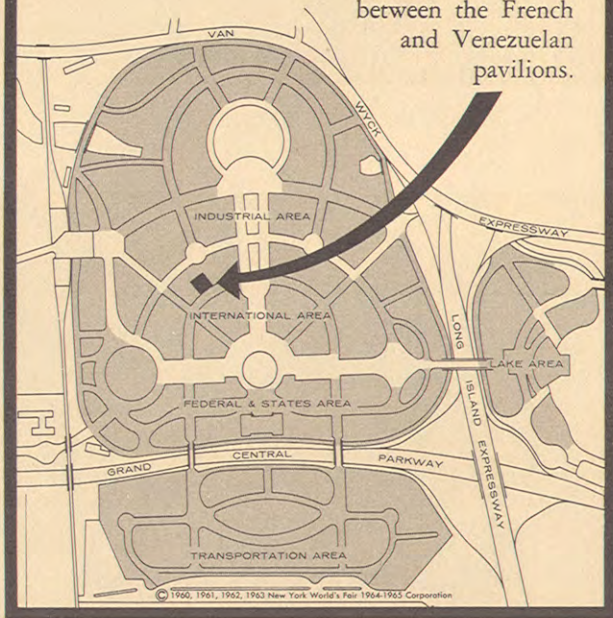 between the French
and Venezuelan
pavilions.
VAN
WYCK
EXPRESSWAY
INDUSTRIAL AREA
INTERNATIONAL AREA
LONG
ISLAND
EXPRESSWAY
LAKE AREA
FEDERAL & STATES AREA
GRAND
CENTRAL
PARKWAY
TRANSPORTATION AREA
© 1960, 1961, 1962, 1963 New York World's Fair 1964-1965 Corporation